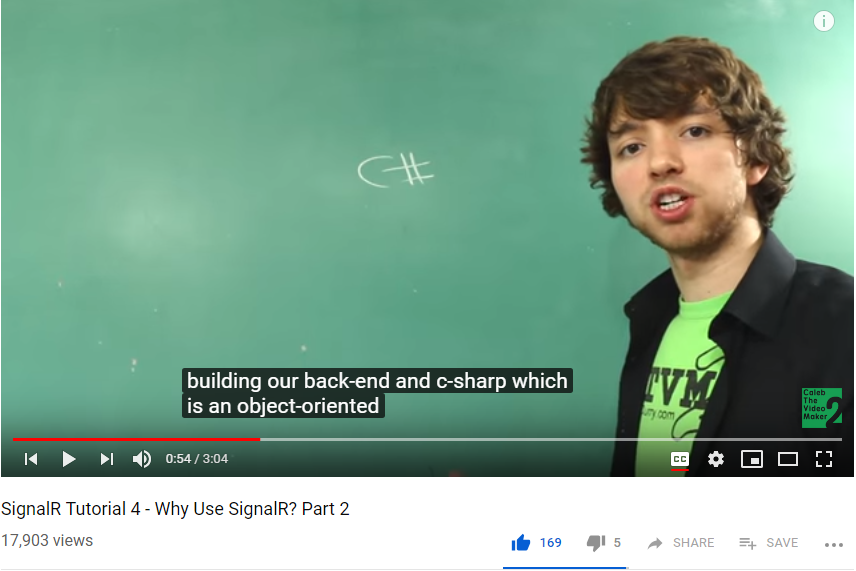 C#
TVM
.com
building our back-end and c-sharp which
is an object-oriented
Caleb
The
Video
Maker
2
0:54 / 3:04
CC
SignalR Tutorial 4 - Why Use SignalR? Part 2
17,903 views
169
5
SHARE
SAVE